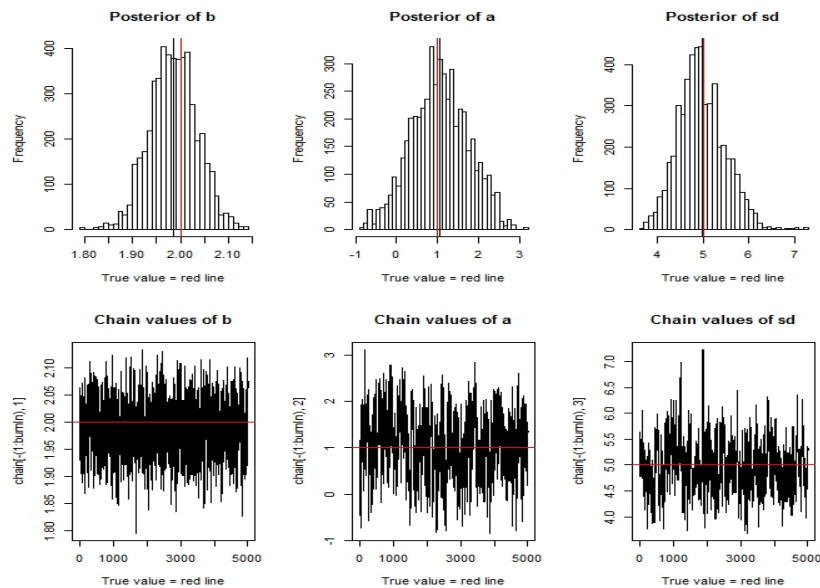 Posterior of b
Frequency
400
300
200
100
0
1.80 1.90 2.00 2.10
True value = red line
Posterior of a
Frequency
300
250
200
150
100
50
0
-1 0 1 2 3
True value = red line
Posterior of sd
Frequency
400
300
200
100
0
4 5 6 7
True value = red line
Chain values of b
chain[-(1:burnin), 1]
2.10
2.05
2.00
1.95
1.90
1.85
1.80
0 1000 3000 5000
True value = red line
Chain values of a
chain[-(1:burnin), 2]
3
2
1
0
-1
0 1000 3000 5000
True value = red line
Chain values of sd
chain[-(1:burnin), 3]
7.0
6.5
6.0
5.5
5.0
4.5
4.0
0 1000 3000 5000
True value = red line